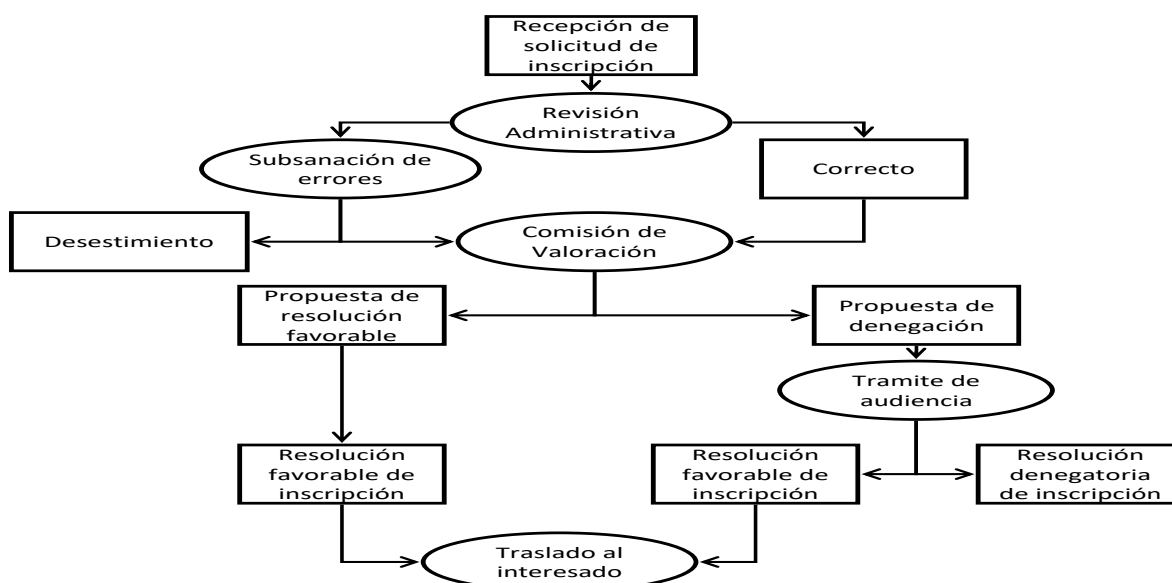 Recepción de
solicitud de
inscripción
Revisión
Administrativa
Subsanación de
errores
Correcto
Desestimiento
Comisión de
Valoración
Propuesta de
resolución
favorable
Propuesta de
denegación
Tramite de
audiencia
Resolución
favorable de
inscripción
Resolución
favorable de
inscripción
Resolución
denegatoria
de inscripción
Traslado al
interesado